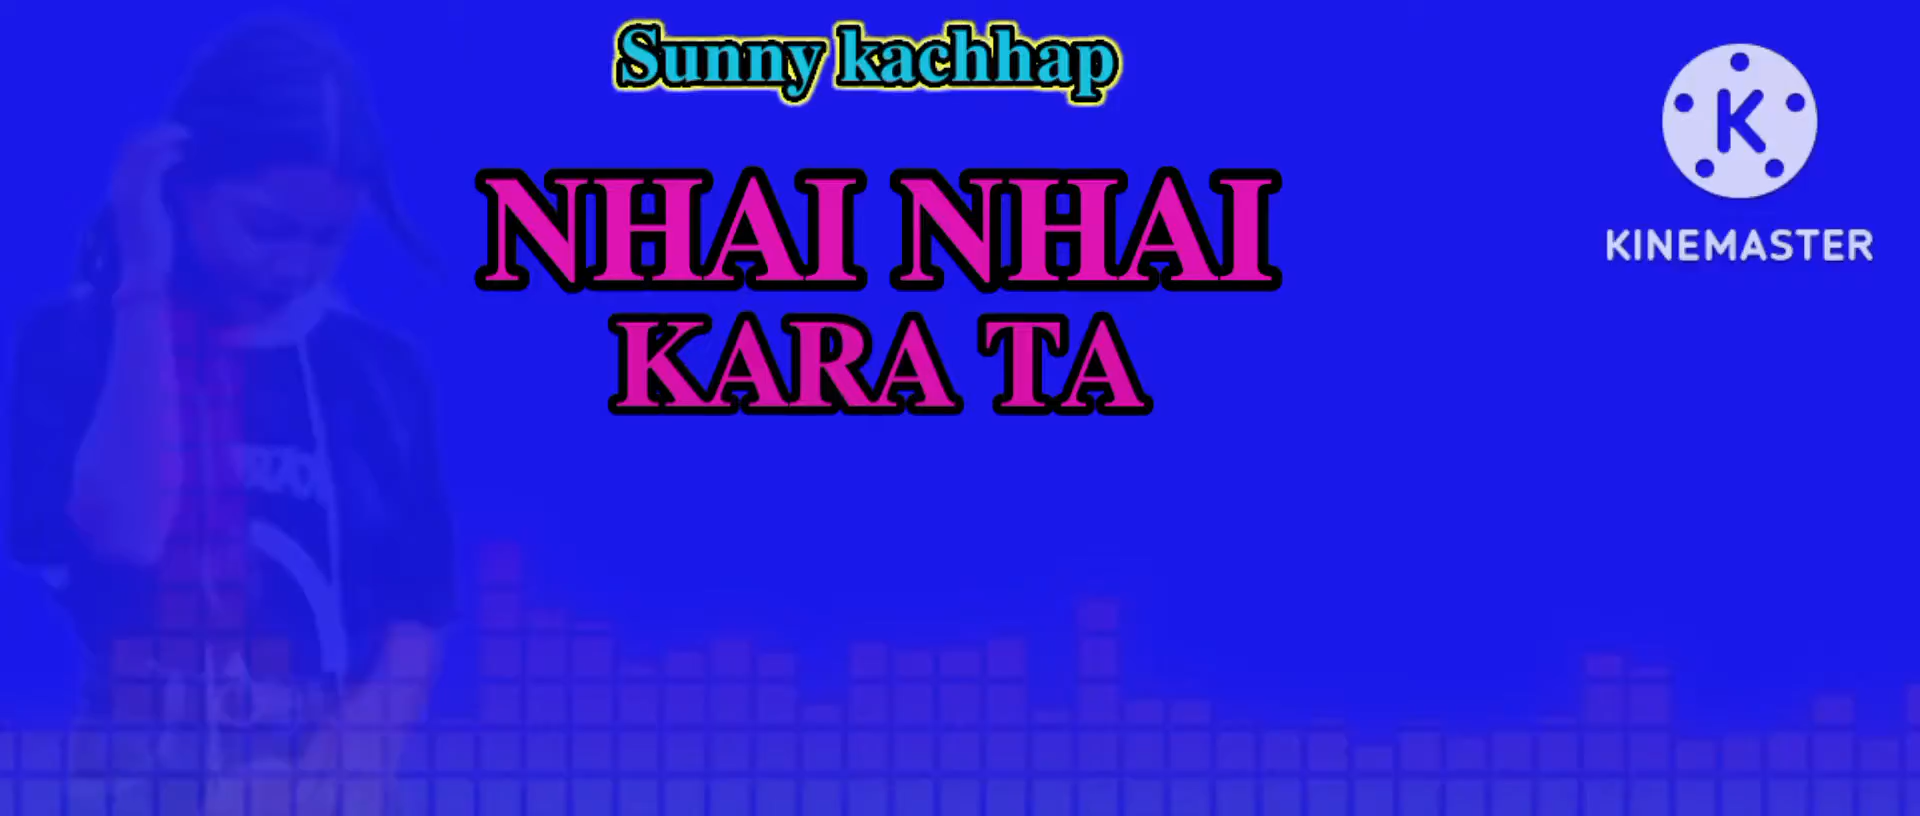 Sunny kachhap
NHAI NHAI
KARA TA
K
KINEMASTER